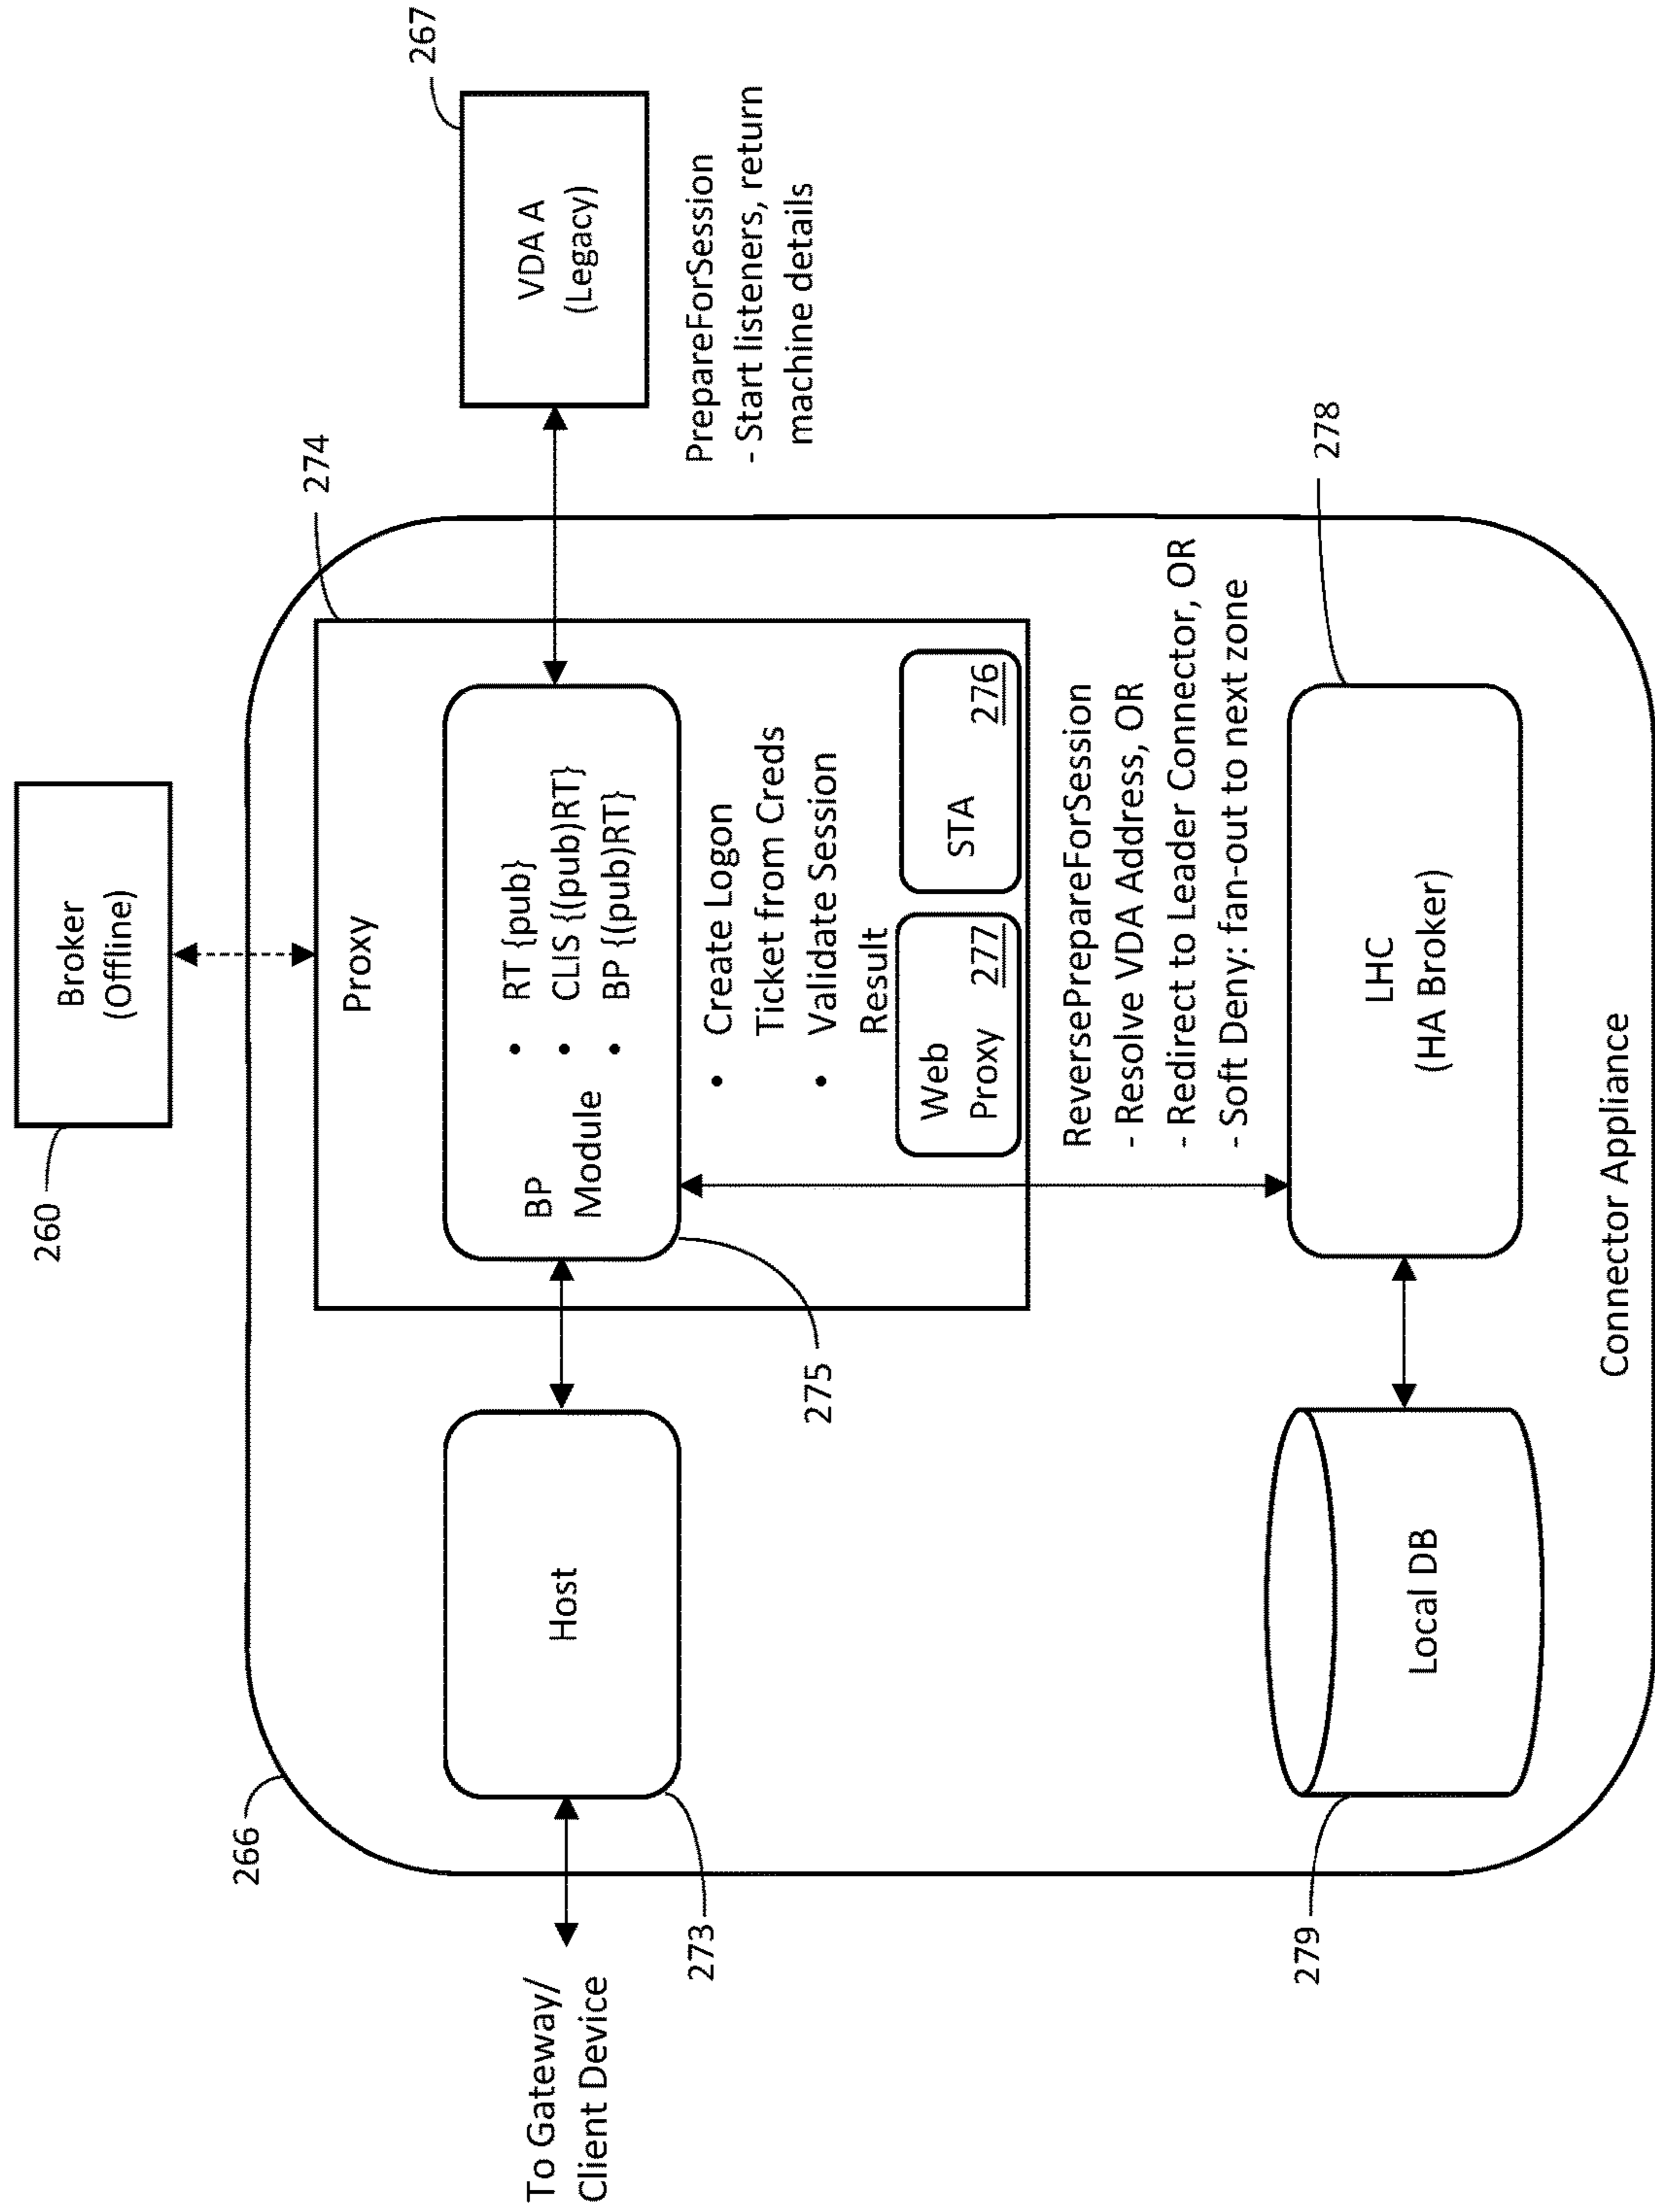 260
Broker
(Offline)
266
274
267
Proxy
To Gateway/
Client Device
Host
273
BP
Module
• RT {pub}
• CLIS {(pub)RT}
• BP {(pub)RT}
275
VDA A
(Legacy)
PrepareForSession
- Start listeners, return
machine details
• Create Logon
Ticket from Creds
• Validate Session
Result
Web
Proxy 277
STA 276
ReversePrepareForSession
- Resolve VDA Address, OR
- Redirect to Leader Connector, OR
- Soft Deny: fan-out to next zone
278
279
Local DB
LHC
(HA Broker)
Connector Appliance